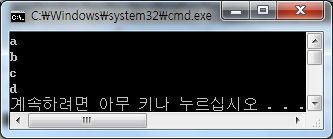 C:₩Windows₩system32₩cmd.exe
a
b
c
d
계속하려면 아무 키나 누르십시오 . . .